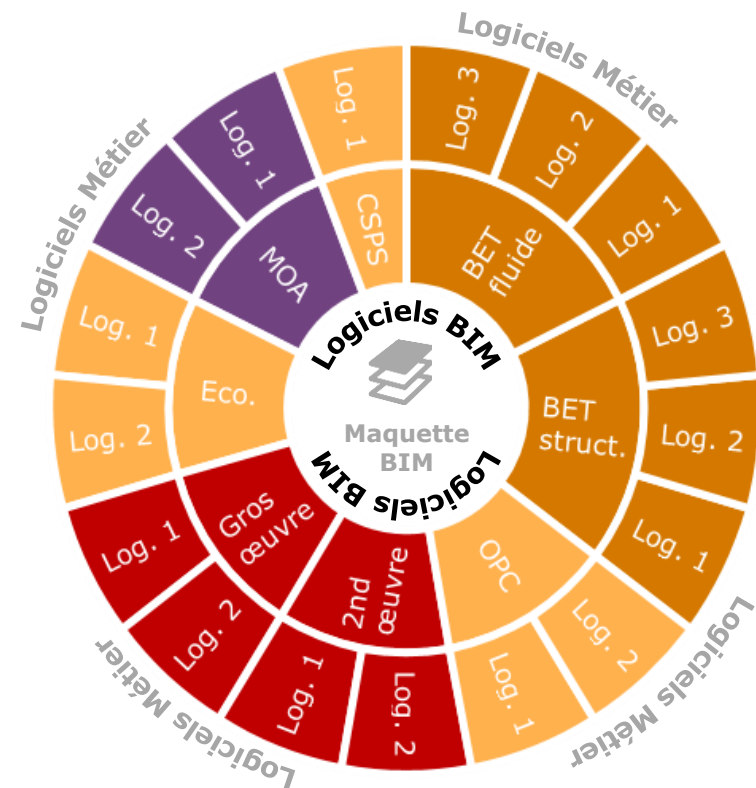 Logiciels Métier
Logiciels Métier
Logiciels Métier
Logiciels Métier
Log. 3
Log. 2
Log. 1
BET
fluide
Log. 3
Log. 2
Log. 1
BET
struct.
Log. 2
Log. 1
OPC
Log. 2
Log. 1
2nd
œuvre
Log. 2
Log. 1
Gros
œuvre
Log. 2
Log. 1
Eco.
Log. 2
Log. 1
MOA
Log. 1
CSPS
Logiciels BIM
Maquette
BIM
Logiciels BIM